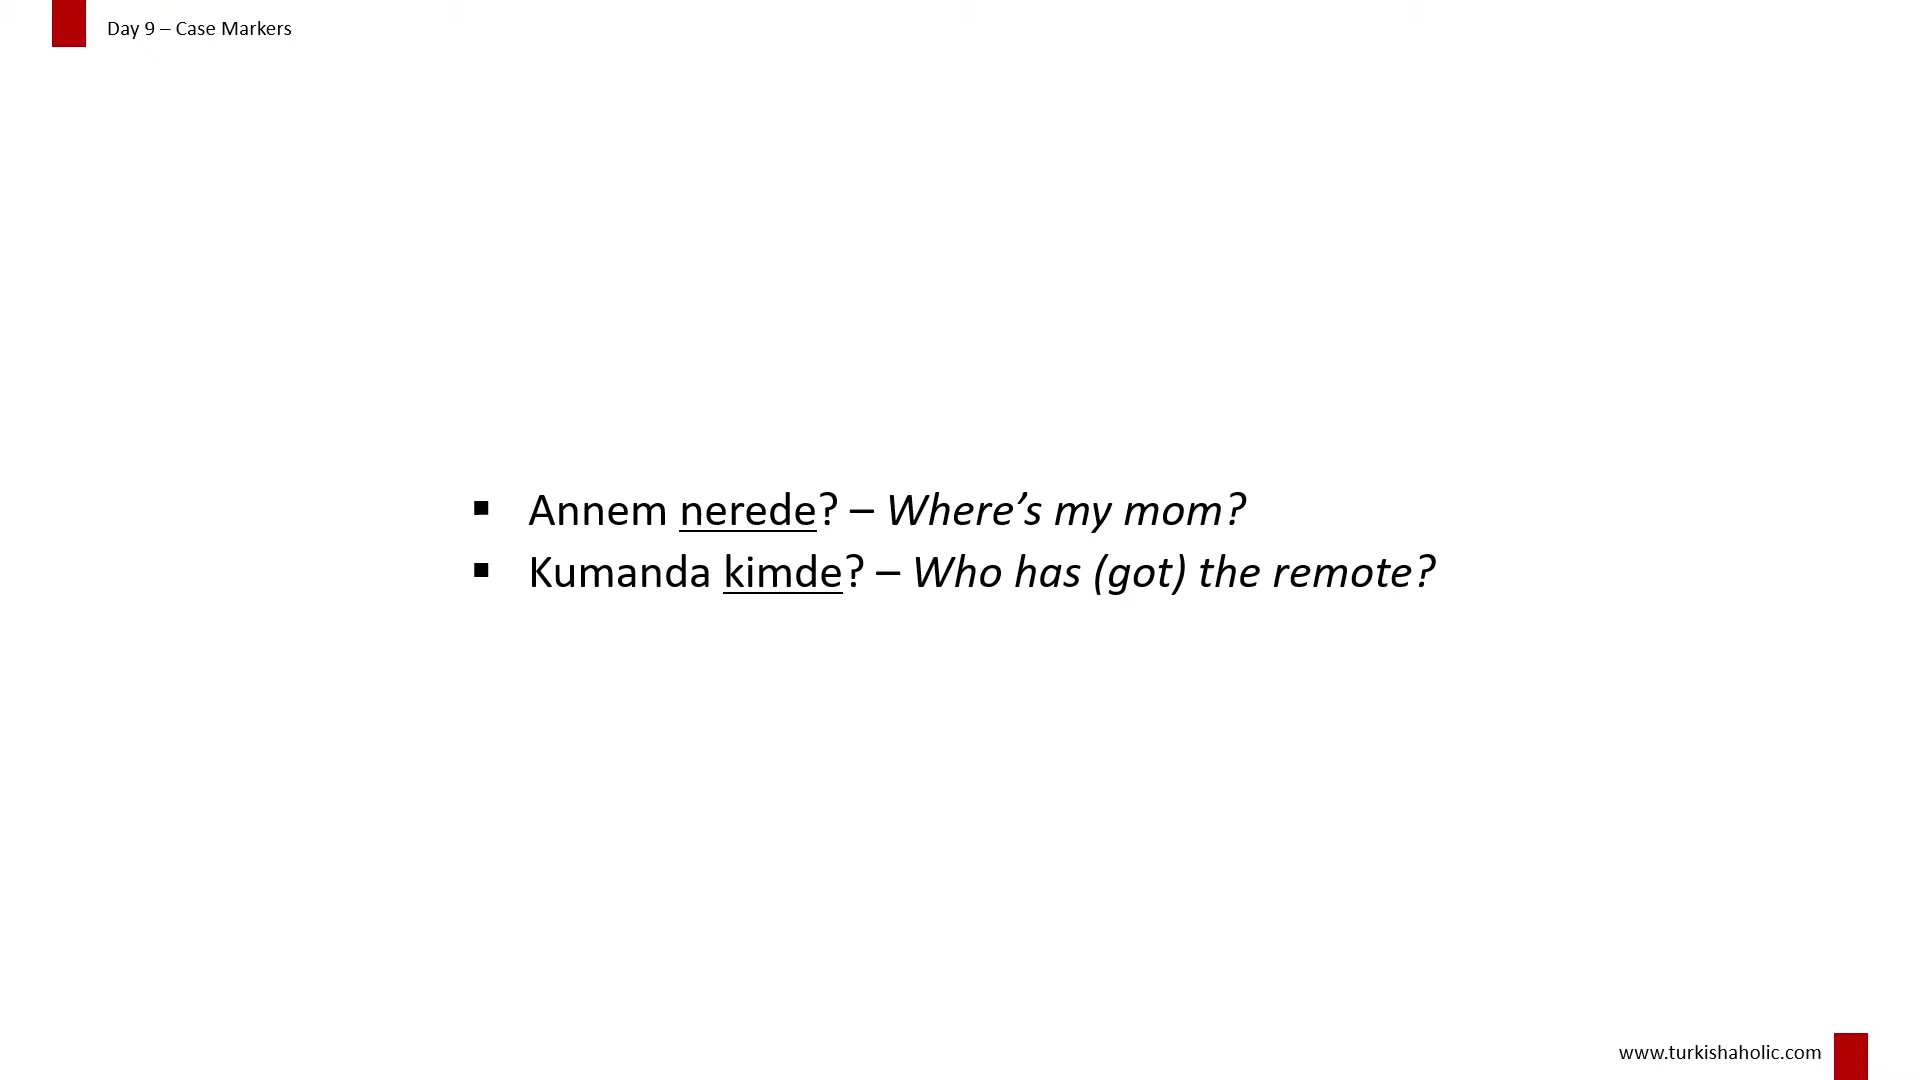 Day 9 – Case Markers
▪ Annem nerede? – Where’s my mom?
▪ Kumanda kimde? – Who has (got) the remote?
www.turkishaholic.com